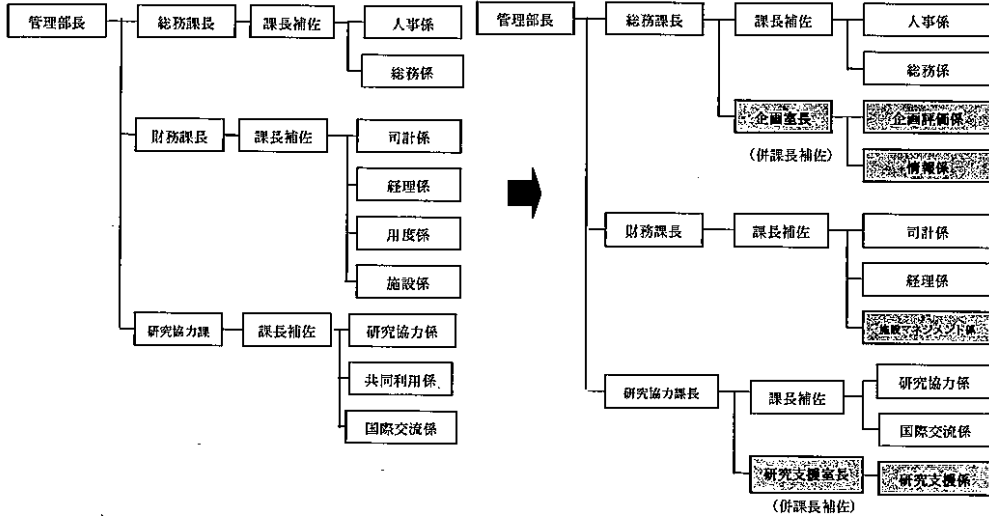 管理部長
総務課長
課長補佐
人事係
総務係
財務課長
課長補佐
司計係
経理係
用度係
施設係
研究協力課
課長補佐
研究協力係
共同利用係
国際交流係
管理部長
総務課長
課長補佐
人事係
総務係
企画室長
(併課長補佐)
企画評価係
情報係
財務課長
課長補佐
司計係
経理係
施設マネジメント係
研究協力課長
課長補佐
研究協力係
国際交流係
研究支援室長
(併課長補佐)
研究支援係